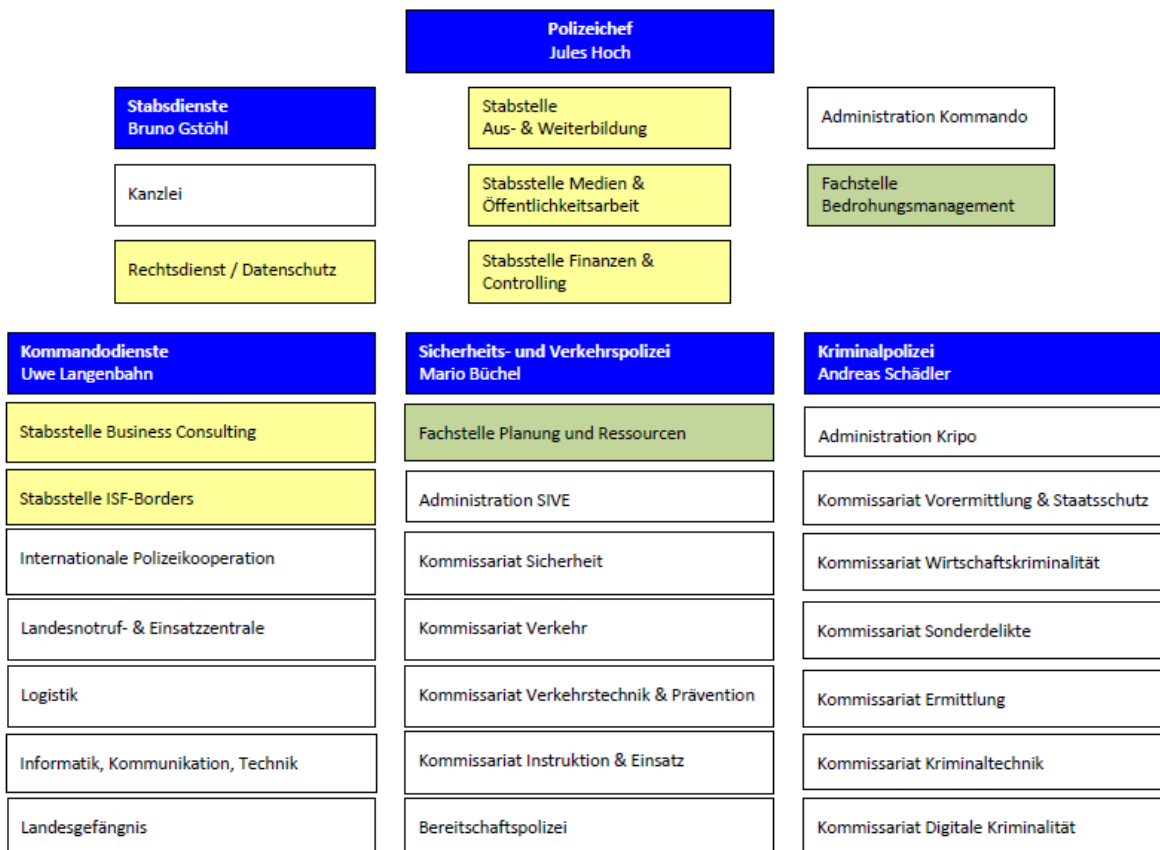 Polizeichef
Jules Hoch
Stabsdienste
Bruno Gstöhl
Stabstelle
Aus- & Weiterbildung
Administration Kommando
Kanzlei
Stabsstelle Medien &
Öffentlichkeitsarbeit
Fachstelle
Bedrohungsmanagement
Rechtsdienst / Datenschutz
Stabsstelle Finanzen &
Controlling
Kommandodienste
Uwe Langenbahn
Stabsstelle Business Consulting
Stabsstelle ISF-Borders
Internationale Polizeikooperation
Landesnotruf- & Einsatzzentrale
Logistik
Informatik, Kommunikation, Technik
Landesgefängnis
Sicherheits- und Verkehrspolizei
Mario Büchel
Fachstelle Planung und Ressourcen
Administration SIVE
Kommissariat Sicherheit
Kommissariat Verkehr
Kommissariat Verkehrstechnik & Prävention
Kommissariat Instruktion & Einsatz
Bereitschaftspolizei
Kriminalpolizei
Andreas Schädler
Administration Kripo
Kommissariat Vorermittlung & Staatsschutz
Kommissariat Wirtschaftskriminalität
Kommissariat Sonderdelikte
Kommissariat Ermittlung
Kommissariat Kriminaltechnik
Kommissariat Digitale Kriminalität